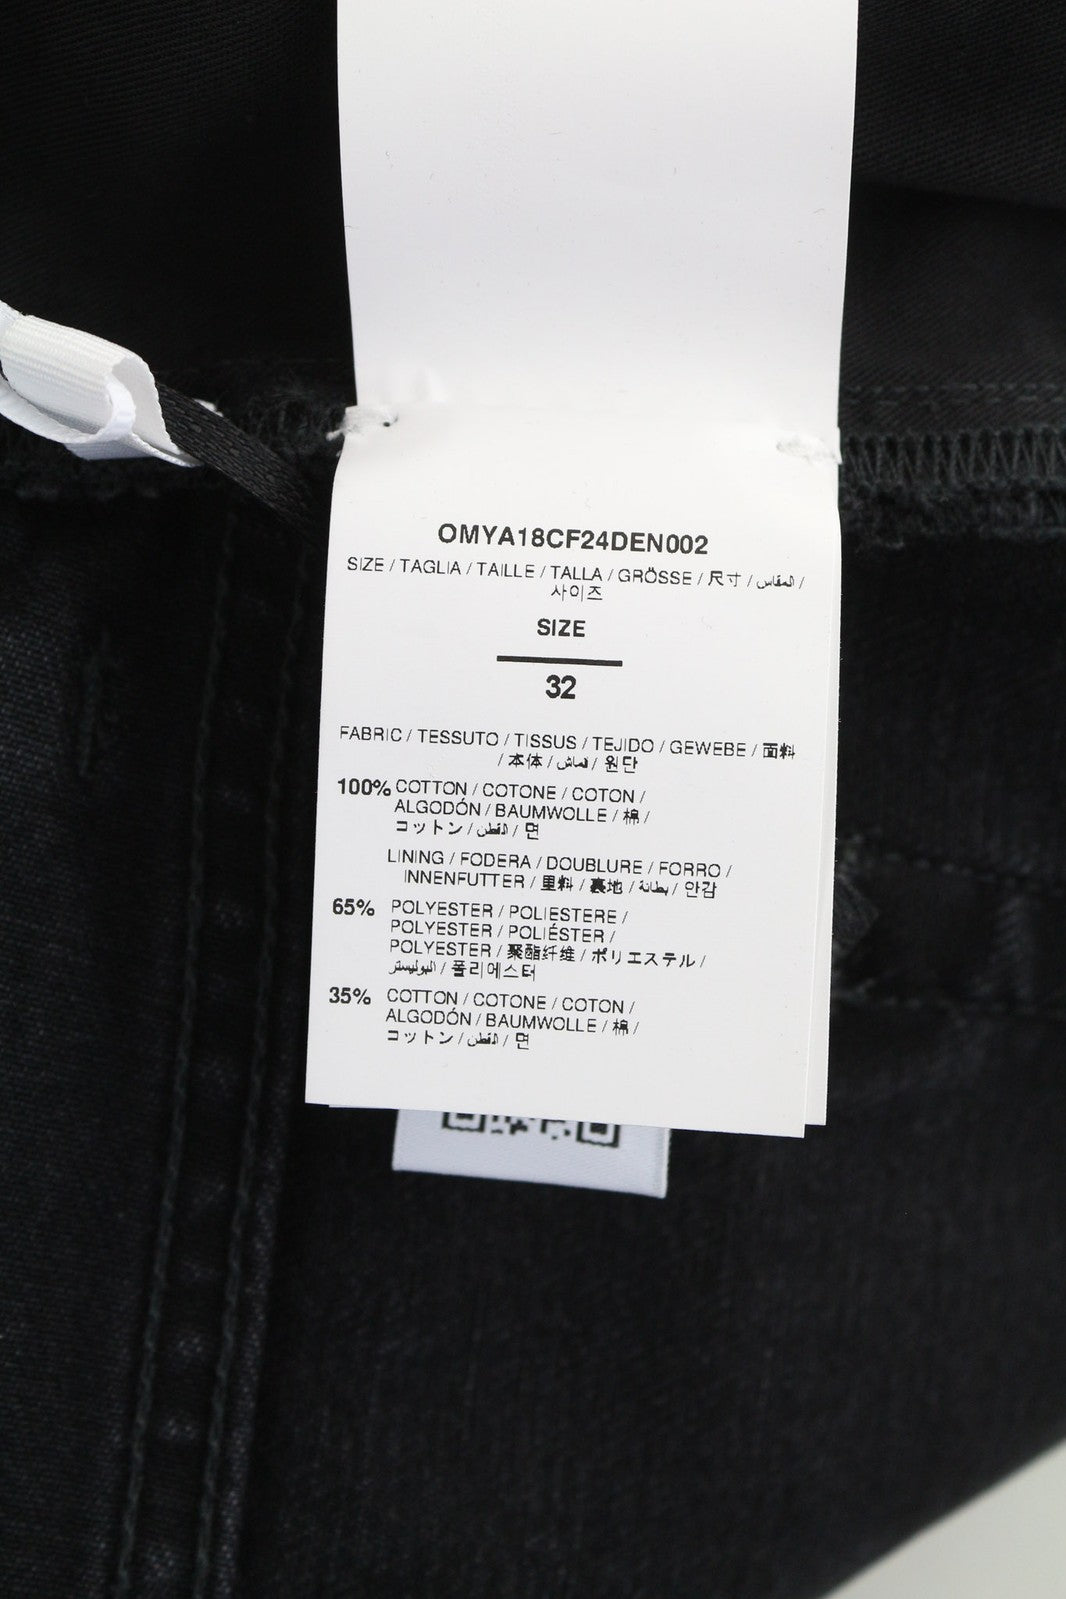 OMYA18CF24DEN002
SIZE / TAGLIA / TAILLE / TALLA / GRÖSSE / 尺寸 / المقاس /
사이즈
SIZE
32
FABRIC / TESSUTO / TISSUS / TEJIDO / GEWEBE / 面料
/ 本体 / قماش / 원단
100% COTTON / COTONE / COTON /
ALGODÓN / BAUMWOLLE / 棉 /
コットン / القطن / 면
LINING / FODERA / DOUBLURE / FORRO /
INNENFUTTER / 里料 / 裏地 / بطانة / 안감
65% POLYESTER / POLIESTERE /
POLYESTER / POLIÉSTER /
POLYESTER / 聚酯纤维 / ポリエステル /
البوليستر / 폴리에스터
35% COTTON / COTONE / COTON /
ALGODÓN / BAUMWOLLE / 棉 /
コットン / القطن / 면